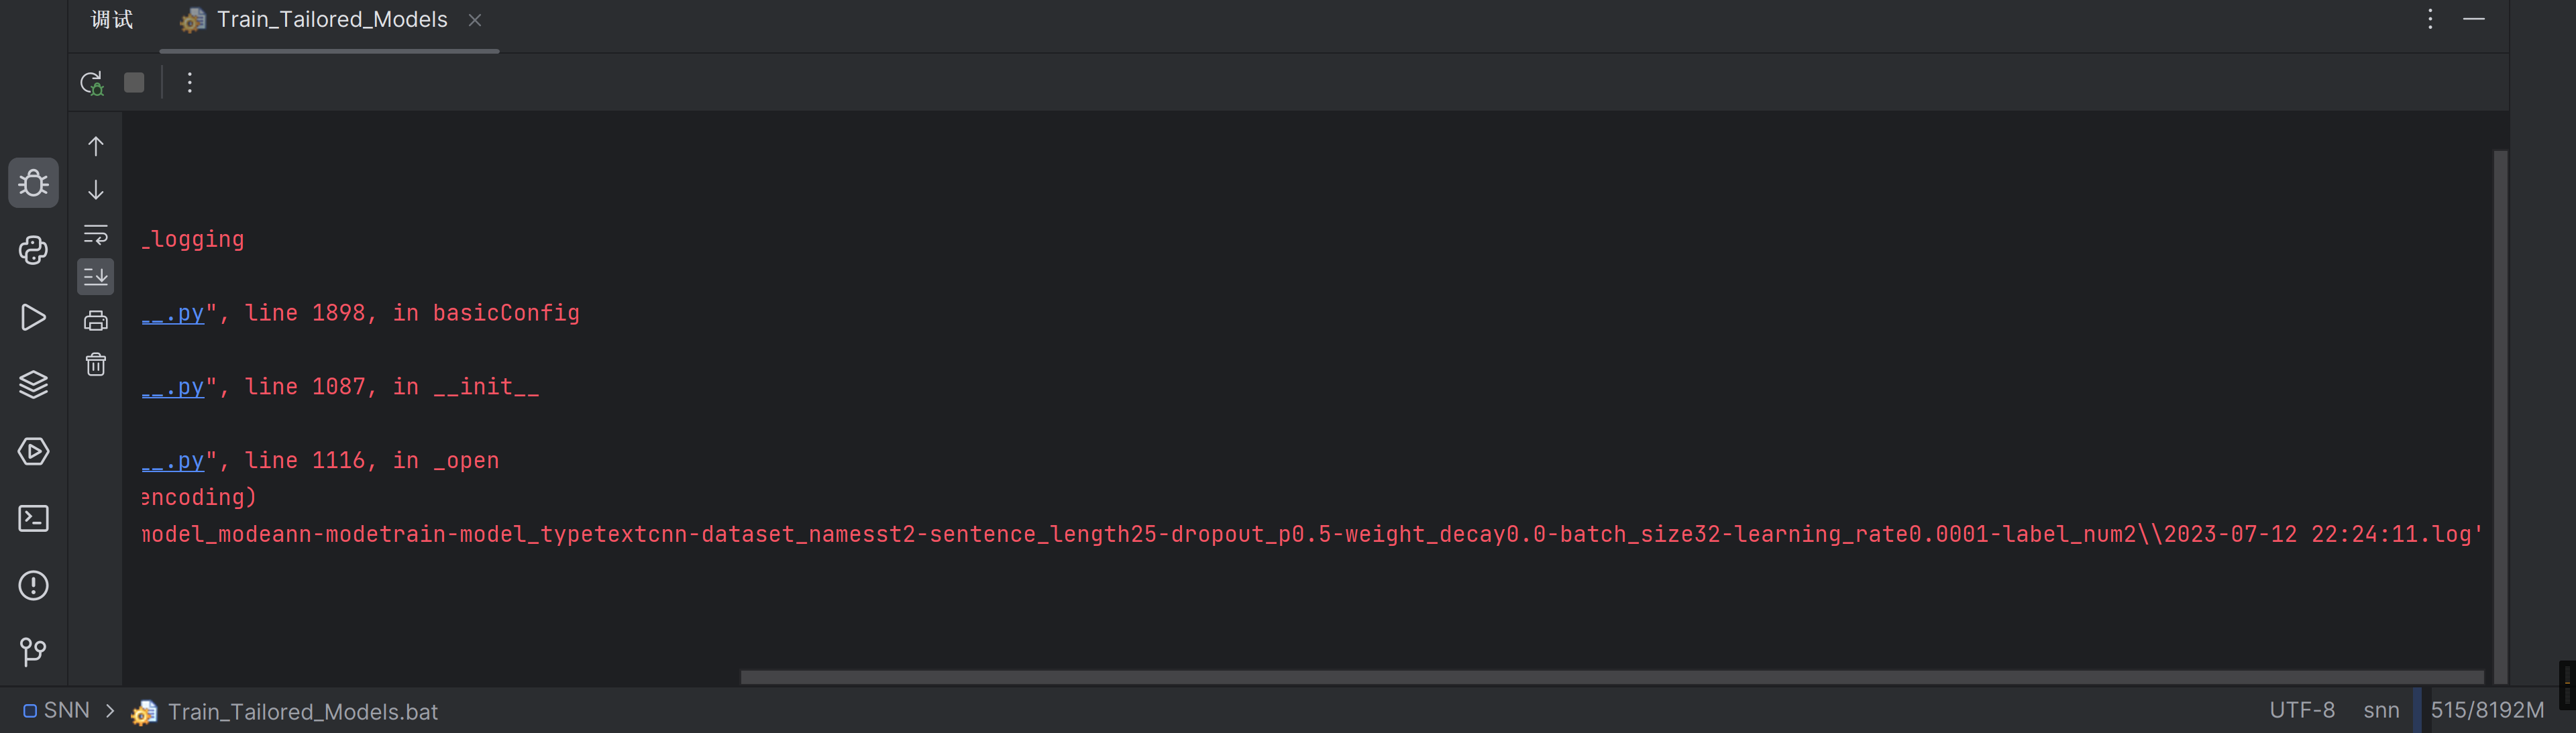 调试 Train_Tailored_Models
_logging
__.py", line 1898, in basicConfig
__.py", line 1087, in __init__
__.py", line 1116, in _open
encoding)
model_modeann-modetrain-model_typetextcnn-dataset_namesst2-sentence_length25-dropout_p0.5-weight_decay0.0-batch_size32-learning_rate0.0001-label_num2\\2023-07-12 22:24:11.log'
SNN > Train_Tailored_Models.bat UTF-8 snn 515/8192M